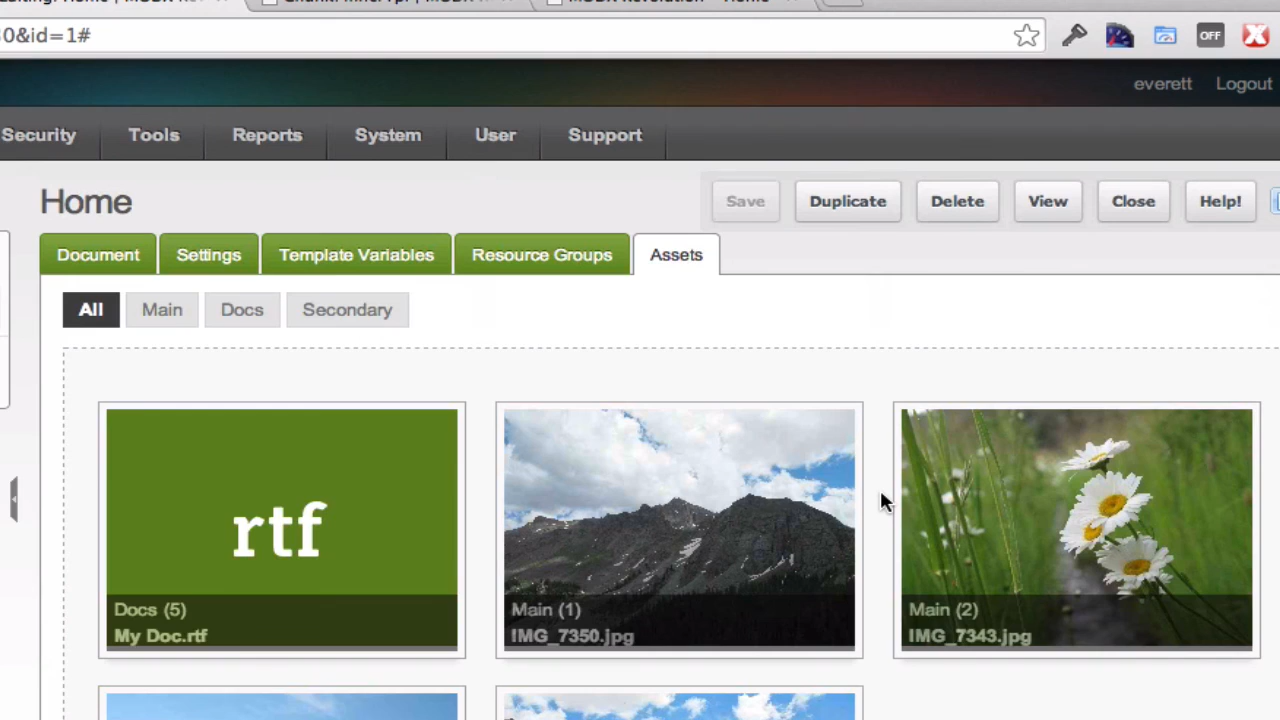 0&id=1#
OFF
everett Logout
Security Tools Reports System User Support
Home
Save Duplicate Delete View Close Help!
Document Settings Template Variables Resource Groups Assets
All Main Docs Secondary
rtf
Docs (5)
My Doc.rtf
Main (1)
IMG_7350.jpg
Main (2)
IMG_7343.jpg